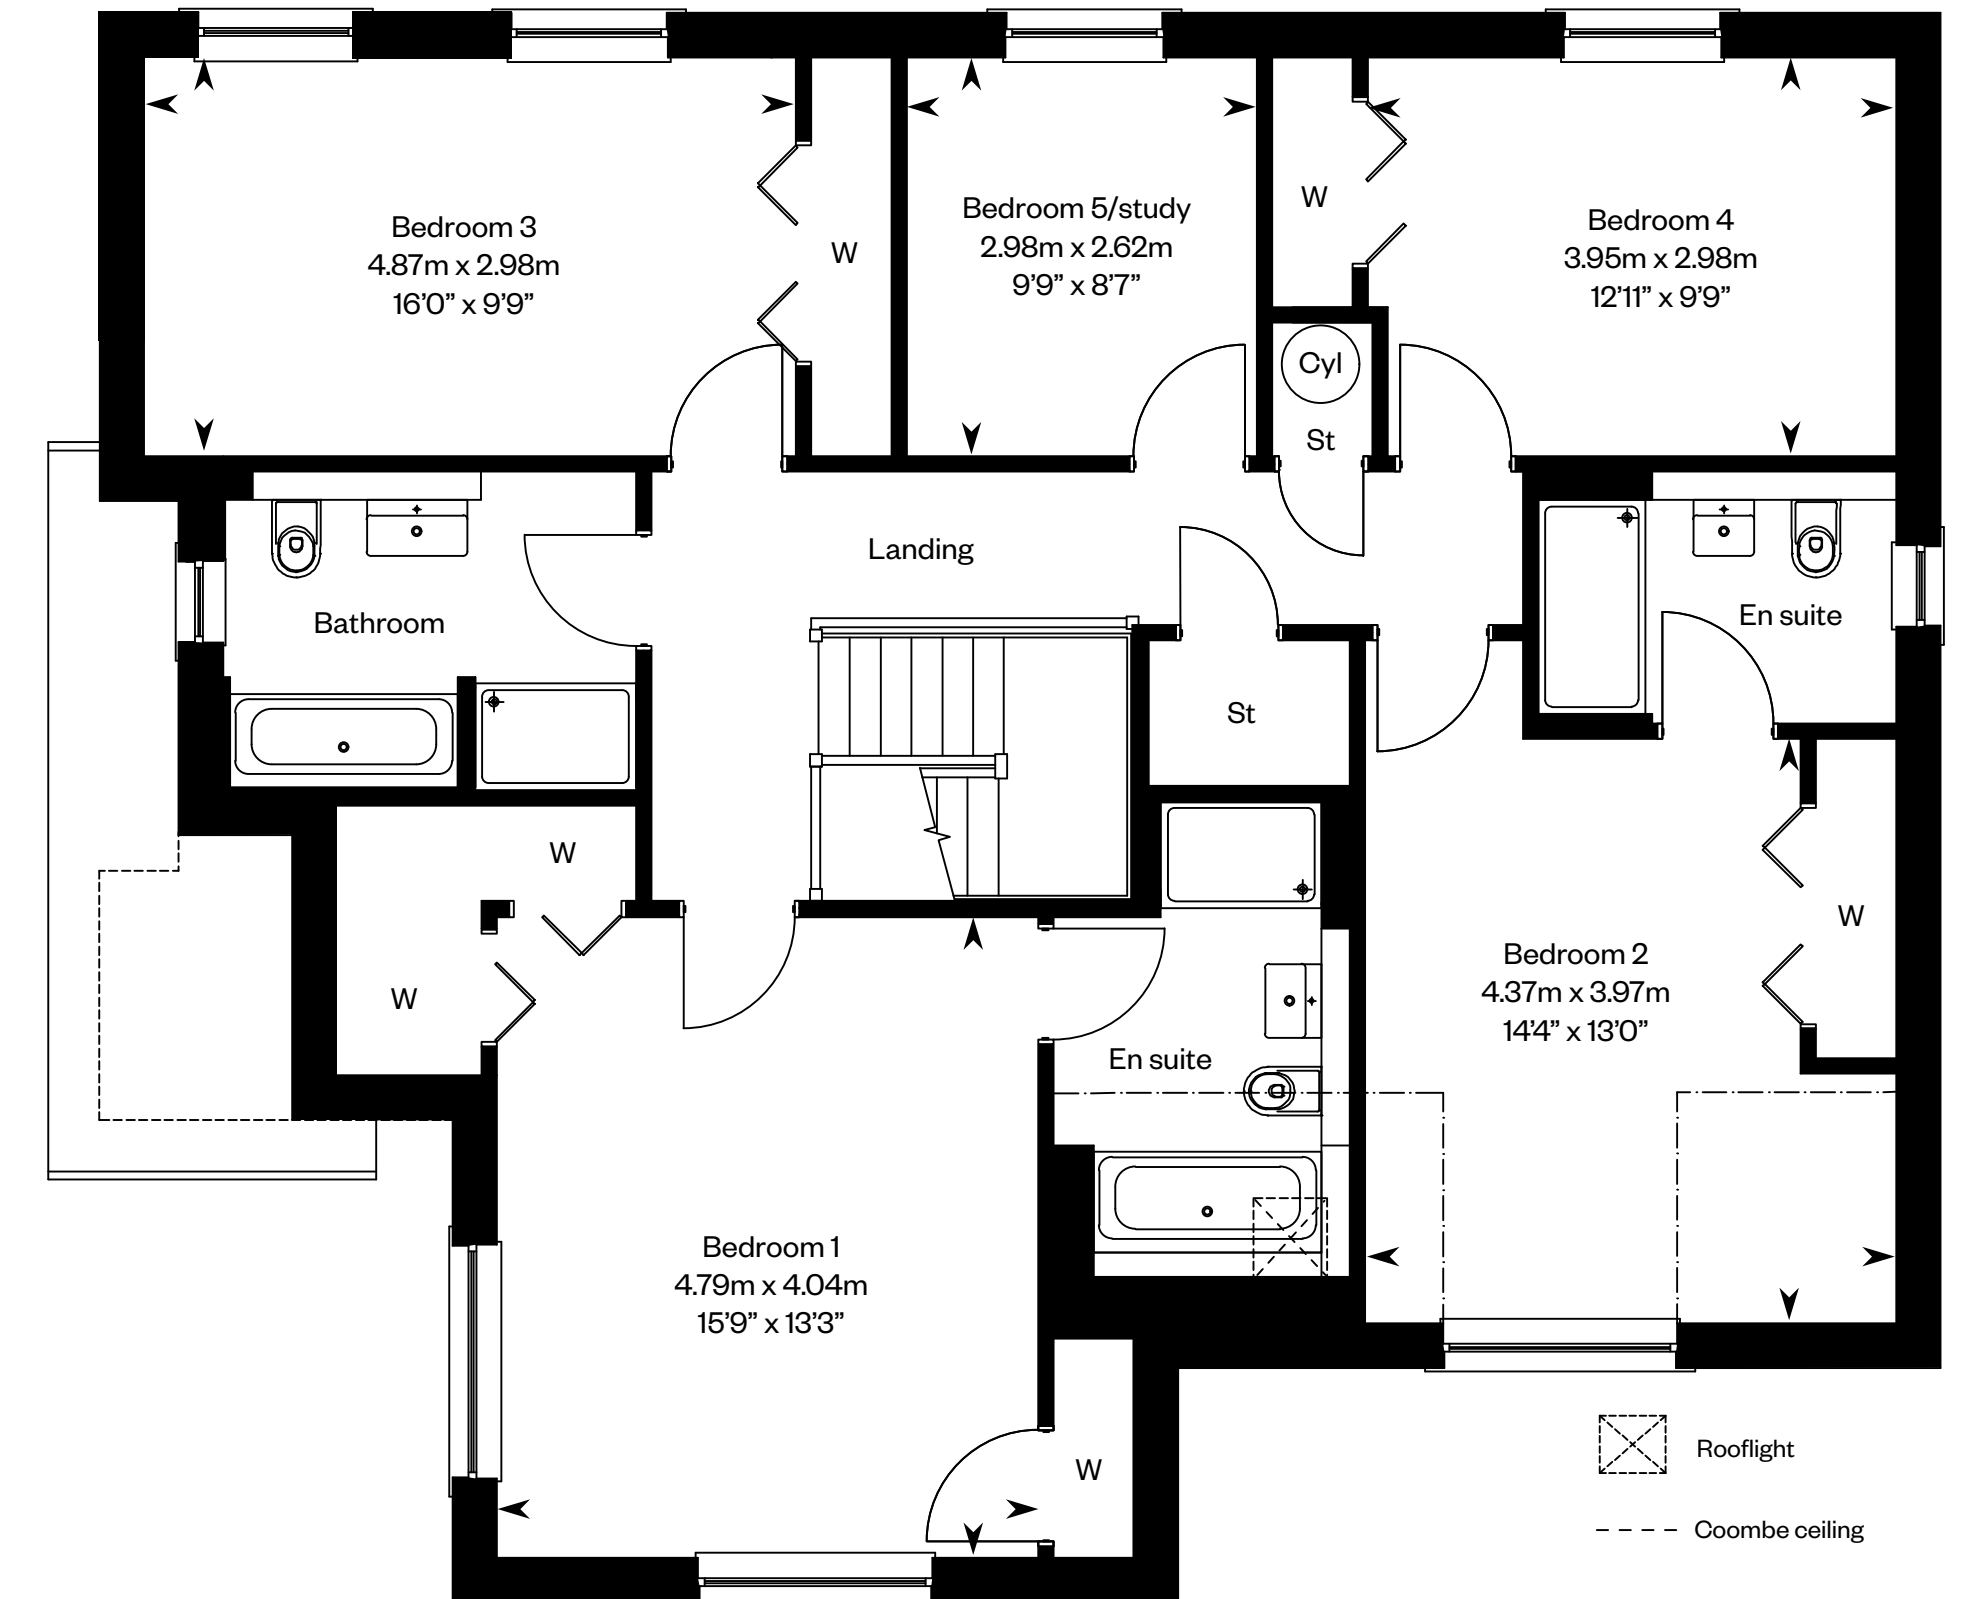 Bedroom 3
4.87m x 2.98m
16’0” x 9’9”
W
Bedroom 5/study
2.98m x 2.62m
9’9” x 8’7”
W
Bedroom 4
3.95m x 2.98m
12’11” x 9’9”
Cyl
St
Landing
Bathroom
En suite
St
W
W
W
Bedroom 2
4.37m x 3.97m
14’4” x 13’0”
En suite
Bedroom 1
4.79m x 4.04m
15’9” x 13’3”
W
Rooflight
Coombe ceiling